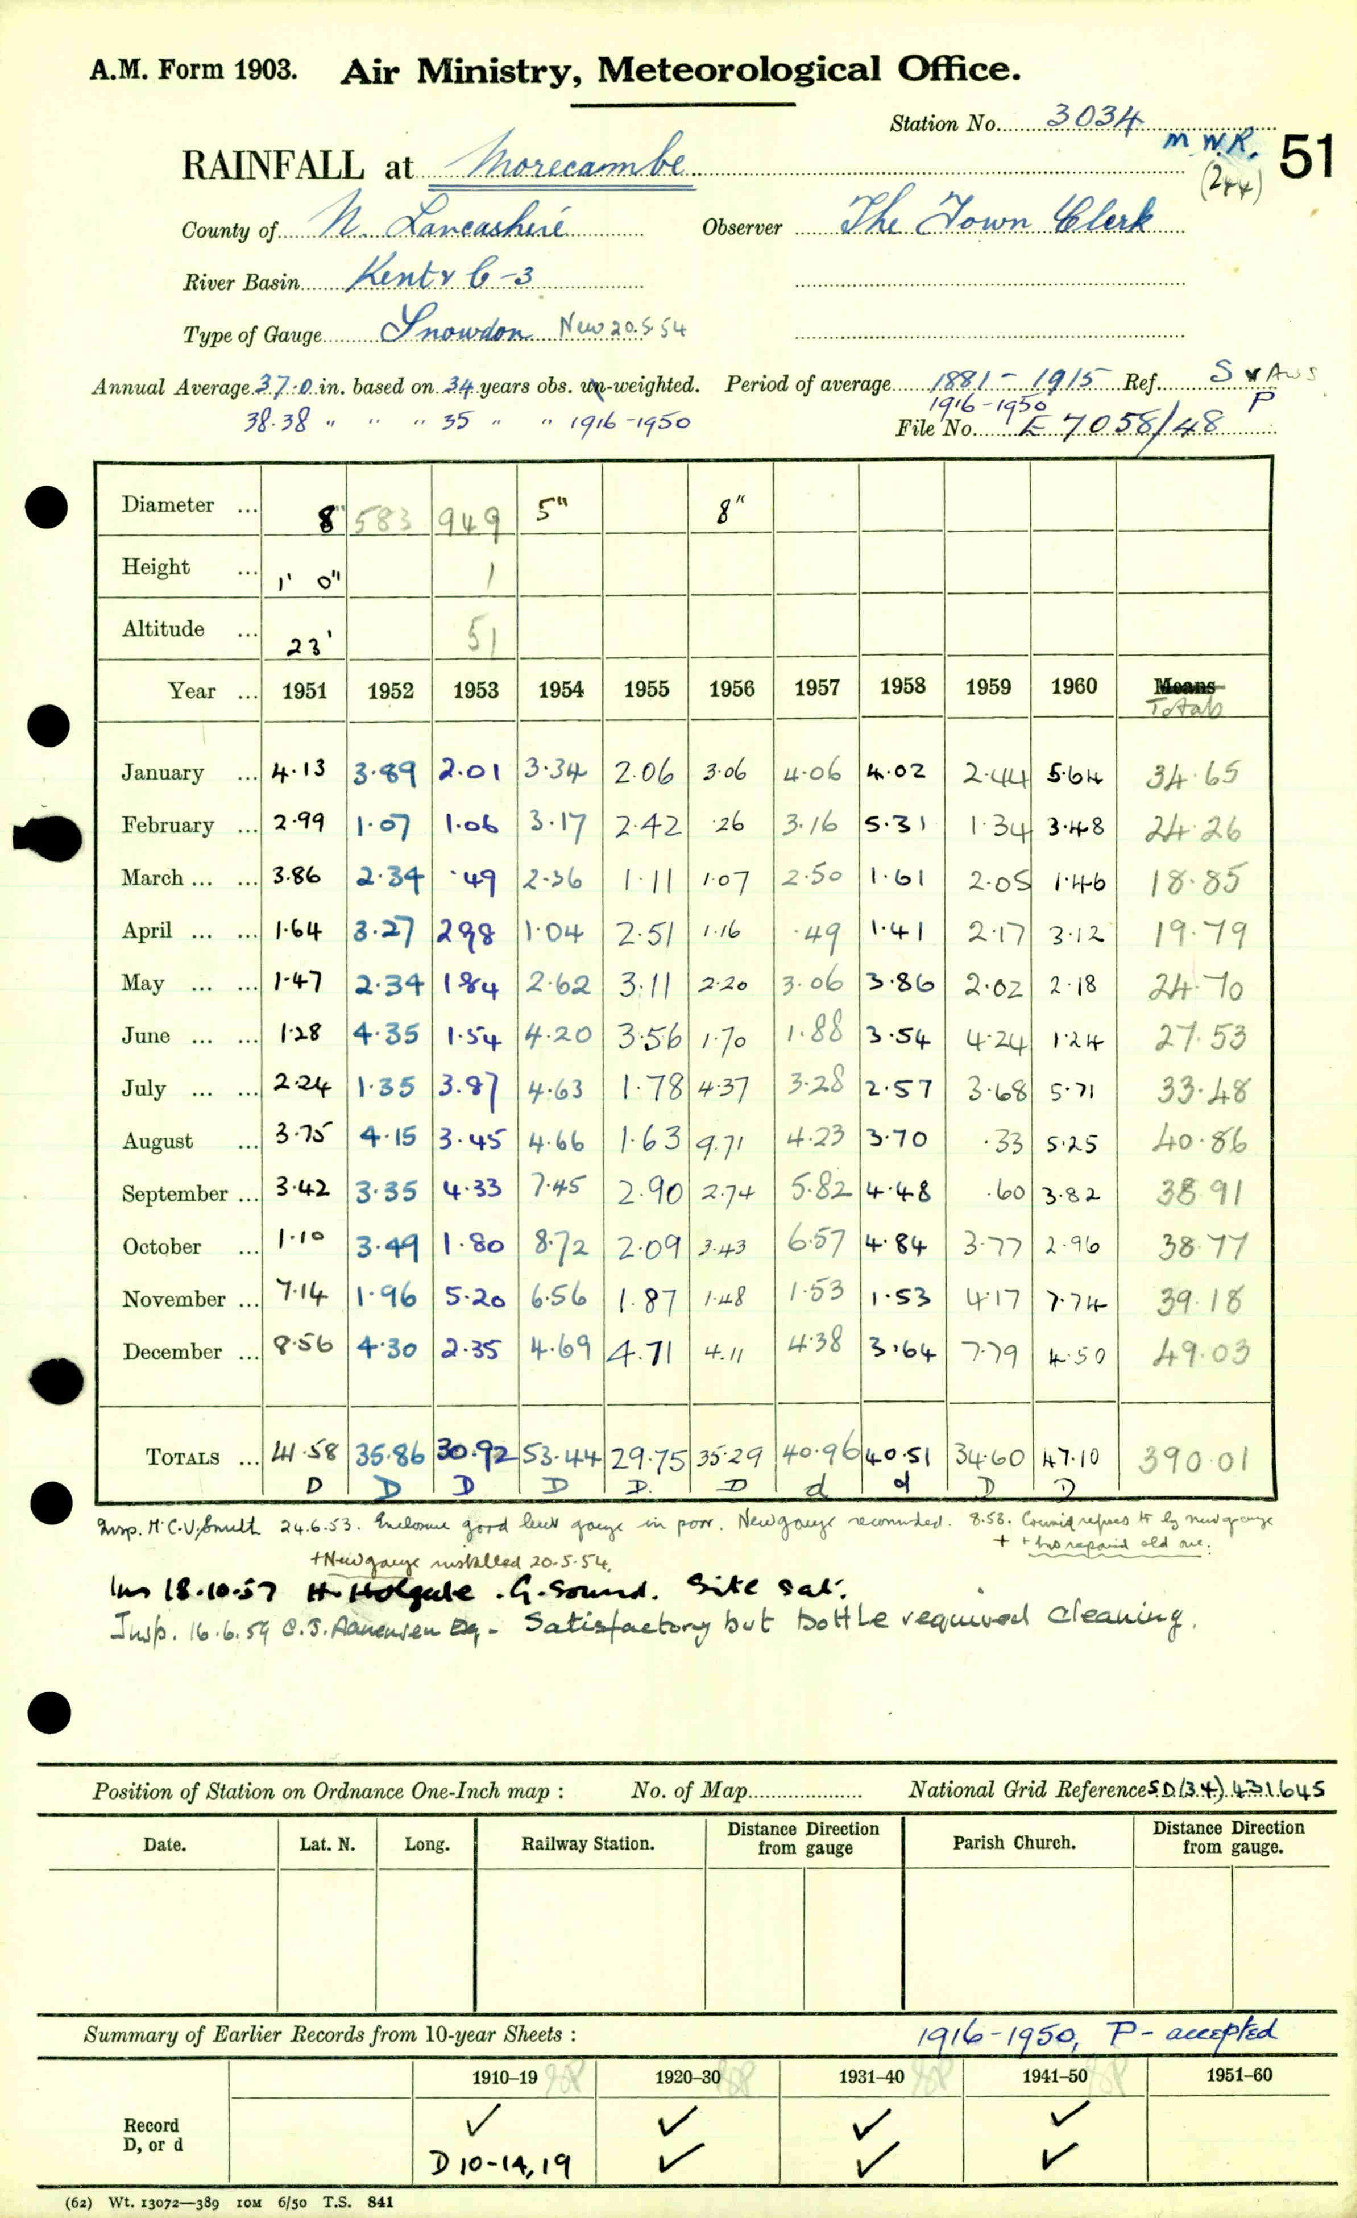 A.M. Form 1903. Air Ministry, Meteorological Office.
Station No. 3034
M.W.R. 51
(244)
RAINFALL at Morecambe
County of N. Lancashire Observer The Town Clerk
River Basin Kent & C-3
Type of Gauge Snowdon New 20.5.54
Annual Average 37.0 in. based on 34 years obs. un-weighted. Period of average 1881-1915 Ref. S & Aws
38.38 " " " 35 " " 1916-1950 1916-1950 P
File No. E 7058/48
Diameter ... 8" 583 949 5" 8"
Height ... 1' 0" 1
Altitude ... 23' 51
Year ... 1951 1952 1953 1954 1955 1956 1957 1958 1959 1960 Means
Totals
January ... 4.13 3.89 2.01 3.34 2.06 3.06 4.06 4.02 2.44 5.64 34.65
February ... 2.99 1.07 1.06 3.17 2.42 .26 3.16 5.31 1.34 3.48 24.26
March ... ... 3.86 2.34 .49 2.36 1.11 1.07 2.50 1.61 2.05 1.46 18.85
April ... ... 1.64 3.27 2.98 1.04 2.51 1.16 .49 1.41 2.17 3.12 19.79
May ... ... 1.47 2.34 1.84 2.62 3.11 2.20 3.06 3.86 2.02 2.18 24.70
June ... ... 1.28 4.35 1.54 4.20 3.56 1.70 1.88 3.54 4.24 1.24 27.53
July ... ... 2.24 1.35 3.87 4.63 1.78 4.37 3.28 2.57 3.68 5.71 33.48
August ... 3.75 4.15 3.45 4.66 1.63 9.71 4.23 3.70 .33 5.25 40.86
September ... 3.42 3.35 4.33 7.45 2.90 2.74 5.82 4.48 .60 3.82 38.91
October ... 1.10 3.49 1.80 8.72 2.09 3.43 6.57 4.84 3.77 2.96 38.77
November ... 7.14 1.96 5.20 6.56 1.87 1.48 1.53 1.53 4.17 7.74 39.18
December ... 8.56 4.30 2.35 4.69 4.71 4.11 4.38 3.64 7.79 4.50 49.03
TOTALS ... 41.58 35.86 30.92 53.44 29.75 35.29 40.96 40.51 34.60 47.10 390.01
D D D D D. D d d D D
Insp. H.C.V. Smith 24.6.53. Enclosure good but gauge in poor. New gauge recommended. 8.53. Council refuses to buy new gauge
+ + has repaired old one.
+ New gauge installed 20-5-54.
Ins 18.10.57 H. Holgate. G. Sound. Site sat.
Insp. 16.6.59 C.J. Aanensen Esq - Satisfactory but bottle required cleaning.
Position of Station on Ordnance One-Inch map : No. of Map National Grid Reference SD(34) 431645
Date. Lat. N. Long. Railway Station. Distance from Direction gauge Parish Church. Distance from Direction gauge.
Summary of Earlier Records from 10-year Sheets : 1916-1950, P - accepted
1910–19 1920–30 1931–40 1941–50 1951–60
Record ✓ ✓ ✓ ✓
D, or d D 10-14, 19 ✓ ✓ ✓
(62) Wt. 13072—389 10M 6/50 T.S. 841